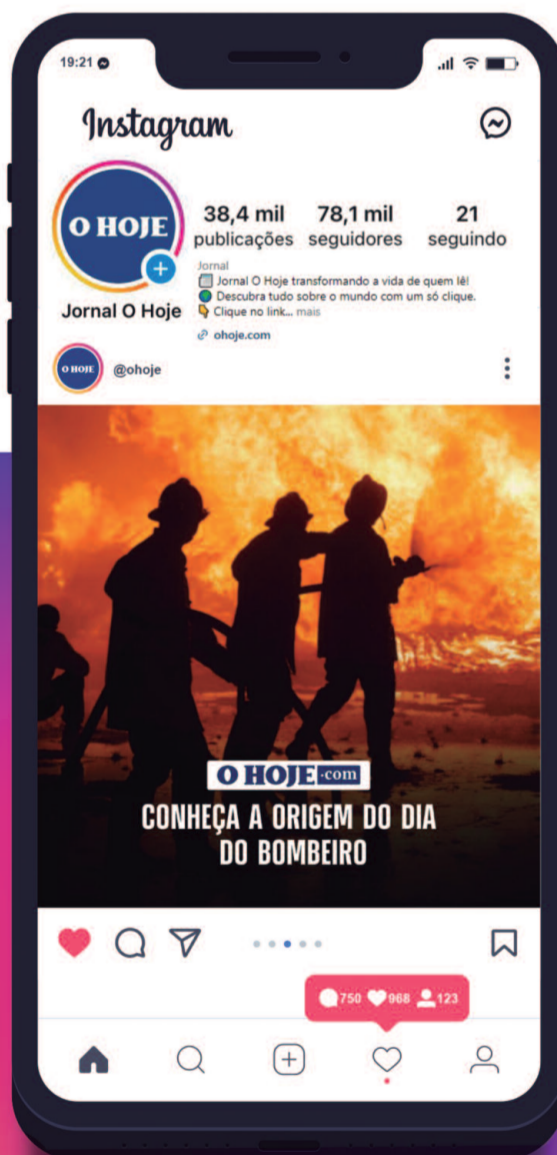 19:21
Instagram
O HOJE
38,4 mil 78,1 mil 21
publicações seguidores seguindo
Jornal
Jornal O Hoje transformando a vida de quem lê!
Descubra tudo sobre o mundo com um só clique.
Clique no link... mais
ohoje.com
Jornal O Hoje
O HOJE @ohoje
O HOJE.com
CONHEÇA A ORIGEM DO DIA
DO BOMBEIRO
750 968 123